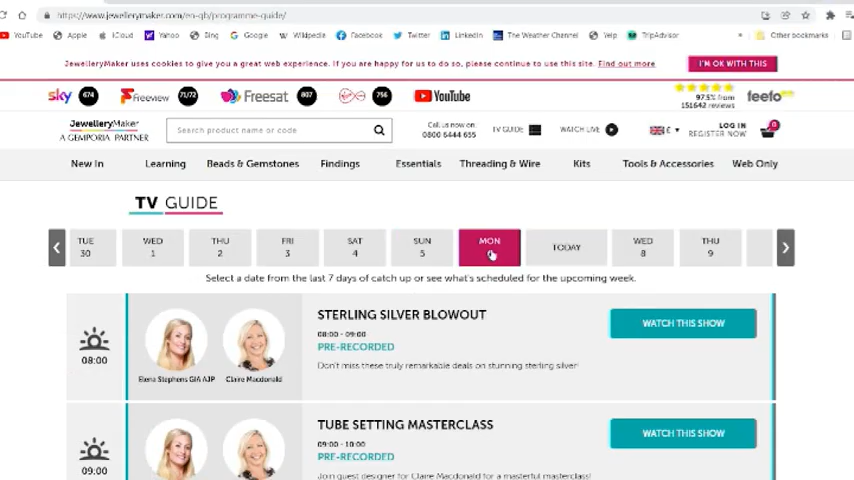 https://www.jewellerymaker.com/en-gb/programme-guide/
YouTube Apple iCloud Yahoo Bing Google Wikipedia Facebook Twitter LinkedIn The Weather Channel Yelp TripAdvisor » Other bookmarks
JewelleryMaker uses cookies to give you a great web experience. If you are happy for us to do so, please continue to use this site. Find out more
I'M OK WITH THIS
sky 674 Freeview 71/72 Freesat 807 756 YouTube
97.5% from
151642 reviews
feefo
JewelleryMaker
A GEMPORIA PARTNER
Search product name or code
Call us now on
0800 6444 655
TV GUIDE
WATCH LIVE
£
LOG IN
REGISTER NOW
0
New In Learning Beads & Gemstones Findings Essentials Threading & Wire Kits Tools & Accessories Web Only
TV GUIDE
TUE WED THU FRI SAT SUN MON TODAY WED THU
30 1 2 3 4 5 8 9
Select a date from the last 7 days of catch up or see what's scheduled for the upcoming week.
08:00
Elena Stephens GIA AJP
Claire Macdonald
STERLING SILVER BLOWOUT
08:00 - 09:00
PRE-RECORDED
Don't miss these truly remarkable deals on stunning sterling silver!
WATCH THIS SHOW
09:00
TUBE SETTING MASTERCLASS
09:00 - 10:00
PRE-RECORDED
Join guest designer for Claire Macdonald for a masterful masterclass!
WATCH THIS SHOW